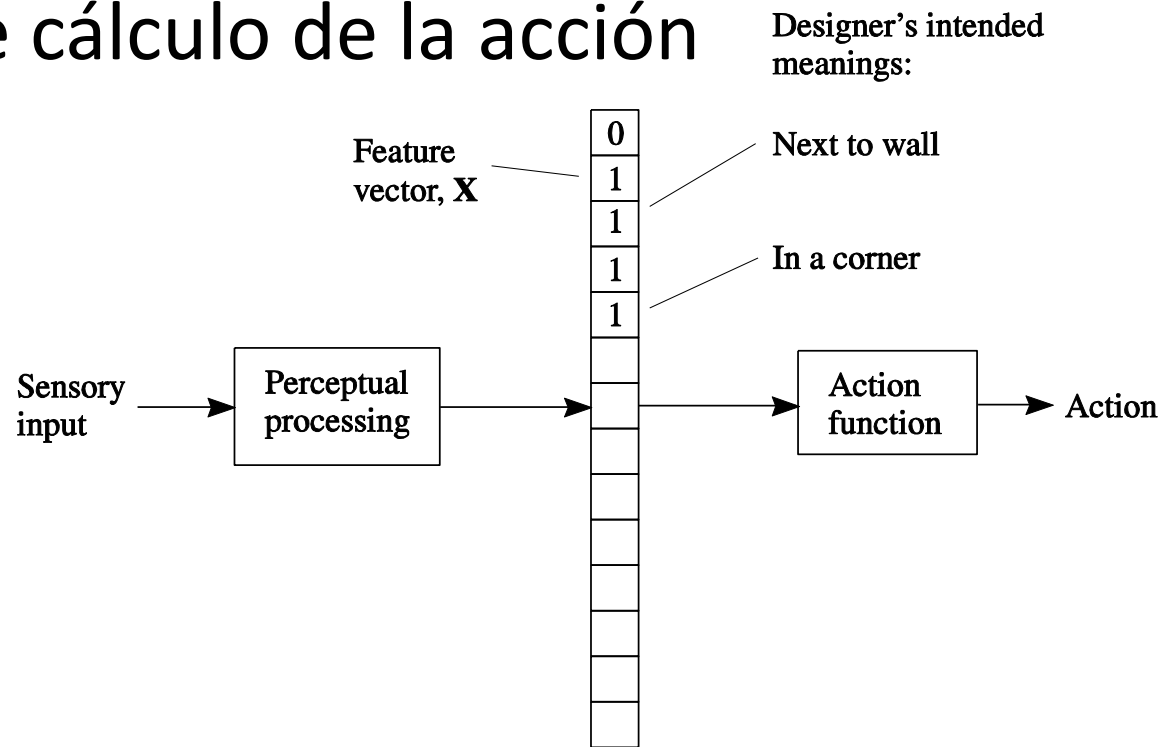 e cálculo de la acción
Designer's intended
meanings:
0
Feature
vector, X
1
Next to wall
1
1
In a corner
1
Sensory
input
Perceptual
processing
Action
function
Action